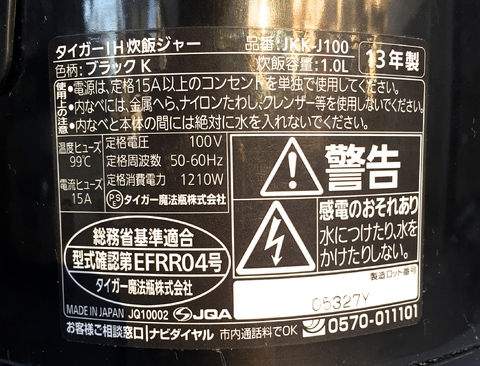 タイガーIH炊飯ジャー 品番:JKK-J100 13年製
色柄:ブラックK 炊飯容量:1.0L
使用上の注意
●電源は、定格15A以上のコンセントを単独で使用してください。
●内なべには、金属へら、ナイロンたわし、クレンザー等を使用しないでください。
●内なべと本体の間には絶対に水を入れないでください。
温度ヒューズ
99℃
電流ヒューズ
15A
定格電圧 100V
定格周波数 50-60Hz
定格消費電力 1210W
PSE タイガー魔法瓶株式会社
警告
感電のおそれあり
水につけたり、水を
かけたりしない。
総務省基準適合
型式確認第EFRR04号
タイガー魔法瓶株式会社
製造ロット番号
05327Y
MADE IN JAPAN JQ10002 JQA
お客様ご相談窓口 ナビダイヤル 市内通話料でOK 0570-011101